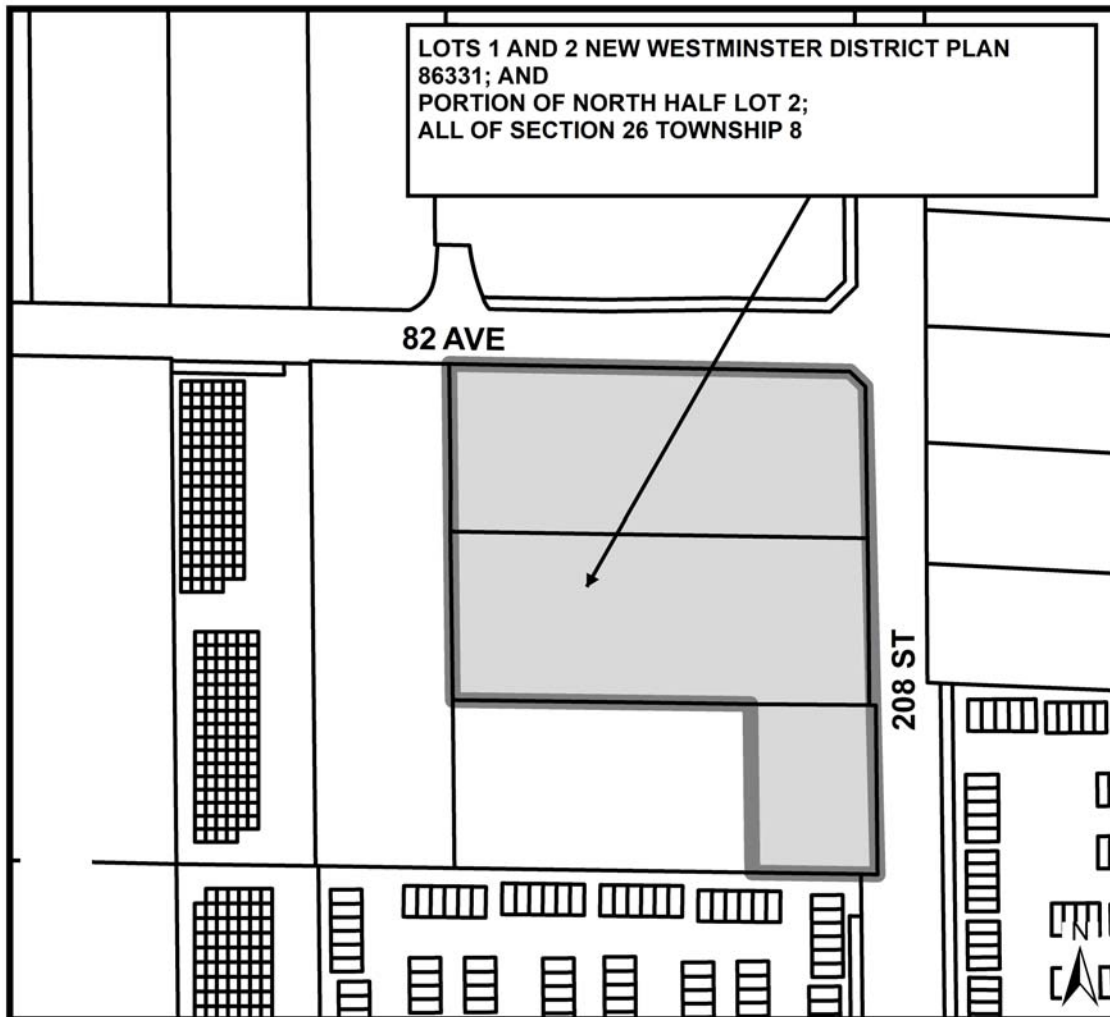 LOTS 1 AND 2 NEW WESTMINSTER DISTRICT PLAN
86331; AND
PORTION OF NORTH HALF LOT 2;
ALL OF SECTION 26 TOWNSHIP 8
82 AVE
208 ST
N